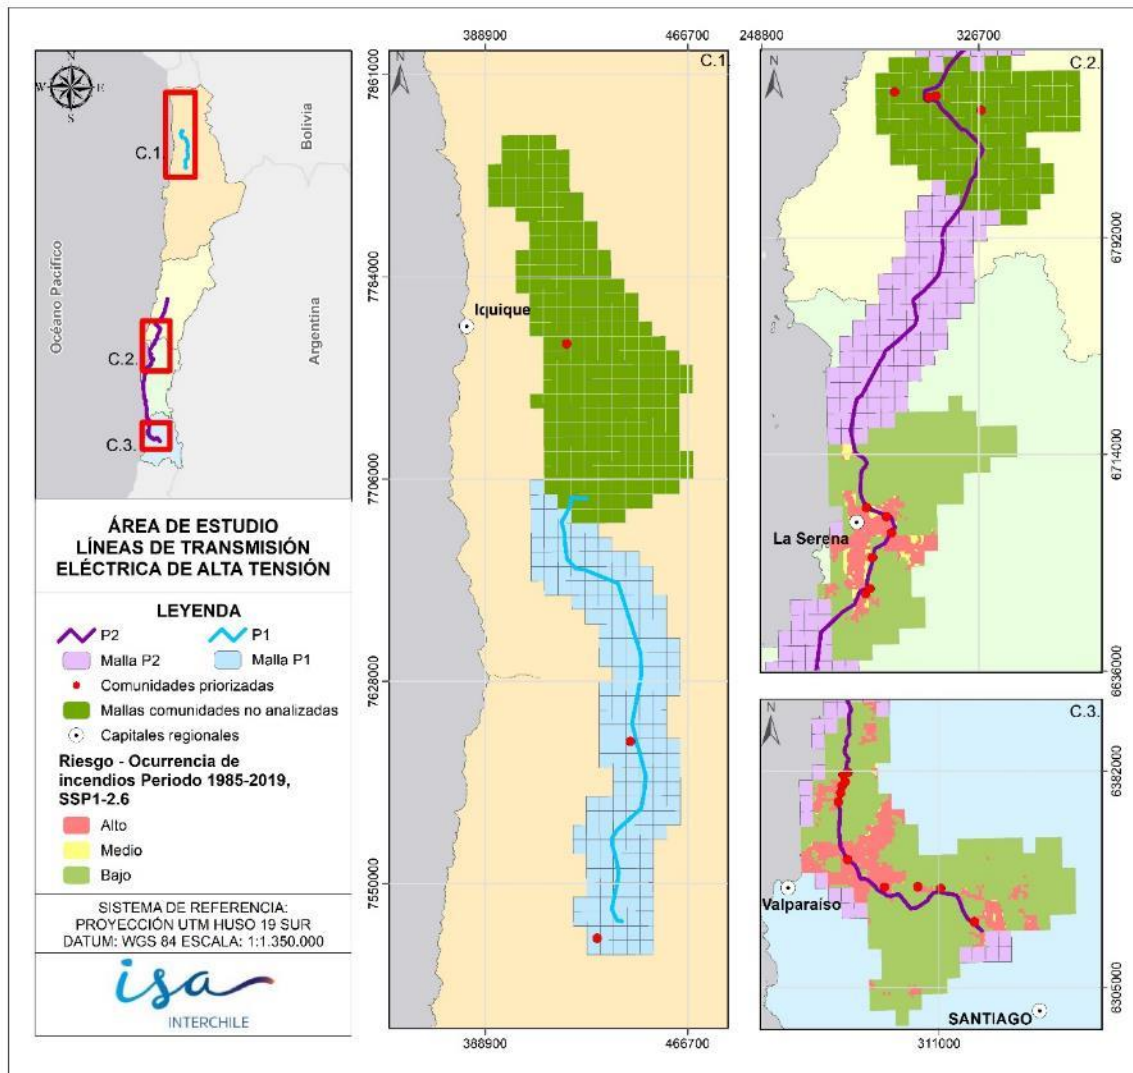 N
W
E
S
C.1.
C.2.
C.3.
Océano Pacífico
Bolivia
Argentina
ÁREA DE ESTUDIO
LÍNEAS DE TRANSMISIÓN
ELÉCTRICA DE ALTA TENSIÓN
LEYENDA
P2
P1
Malla P2
Malla P1
Comunidades priorizadas
Mallas comunidades no analizadas
Capitales regionales
Riesgo - Ocurrencia de
incendios Periodo 1985-2019,
SSP1-2.6
Alto
Medio
Bajo
SISTEMA DE REFERENCIA:
PROYECCIÓN UTM HUSO 19 SUR
DATUM: WGS 84 ESCALA: 1:1.350.000
isa
INTERCHILE
388900
466700
N
C.1.
7861000
7784000
7706000
7628000
7550000
Iquique
388900
466700
248800
326700
N
C.2.
6792000
6714000
6636000
La Serena
N
C.3.
6382000
6305000
Valparaíso
SANTIAGO
311000